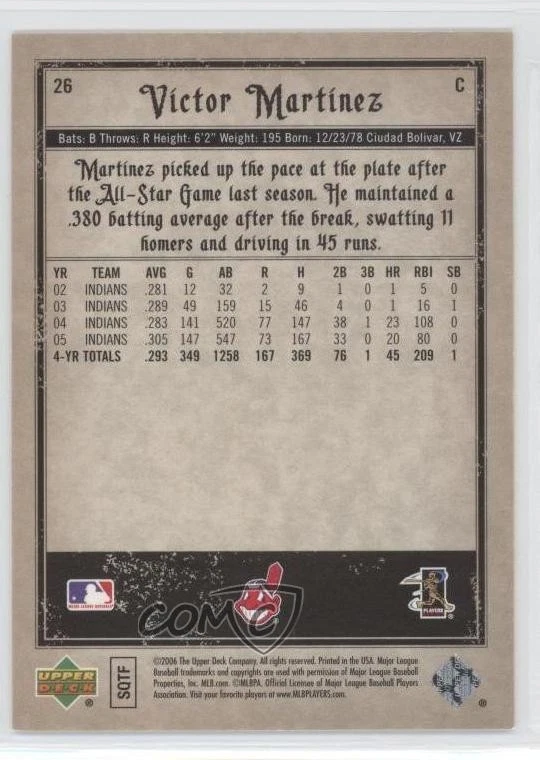 26
C
Victor Martinez
Bats: B Throws: R Height: 6'2" Weight: 195 Born: 12/23/78 Ciudad Bolivar, VZ
Martinez picked up the pace at the plate after
the All-Star Game last season. He maintained a
.380 batting average after the break, swatting 11
homers and driving in 45 runs.
YR TEAM AVG G AB R H 2B 3B HR RBI SB
02 INDIANS .281 12 32 2 9 1 0 1 5 0
03 INDIANS .289 49 159 15 46 4 0 1 16 1
04 INDIANS .283 141 520 77 147 38 1 23 108 0
05 INDIANS .305 147 547 73 167 33 0 20 80 0
4-YR TOTALS .293 349 1258 167 369 76 1 45 209 1
MAJOR LEAGUE BASEBALL
PLAYERS
COMC
UPPER
DECK
®
SQTF
©2006 The Upper Deck Company. All rights reserved. Printed in the USA. Major League
Baseball trademarks and copyrights are used with permission of Major League Baseball
Properties, Inc. MLB.com. ©MLBPA. Official Licensee of Major League Baseball Players
Association. Visit your favorite players at www.MLBPLAYERS.com.
®